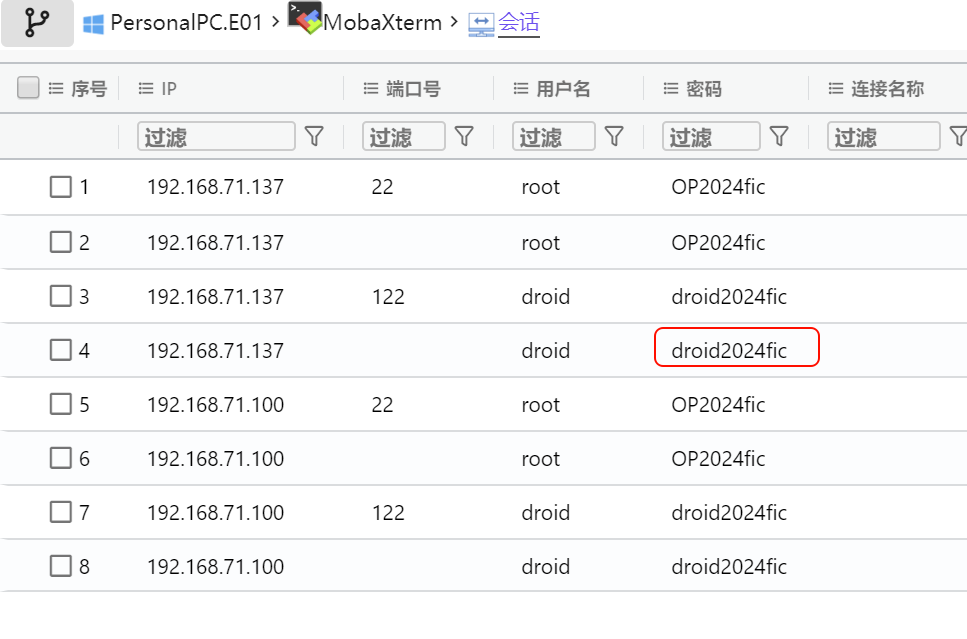 PersonalPC.E01 > MobaXterm > 会话
序号 IP 端口号 用户名 密码 连接名称
过滤 过滤 过滤 过滤 过滤
1 192.168.71.137 22 root OP2024fic
2 192.168.71.137 root OP2024fic
3 192.168.71.137 122 droid droid2024fic
4 192.168.71.137 droid droid2024fic
5 192.168.71.100 22 root OP2024fic
6 192.168.71.100 root OP2024fic
7 192.168.71.100 122 droid droid2024fic
8 192.168.71.100 droid droid2024fic